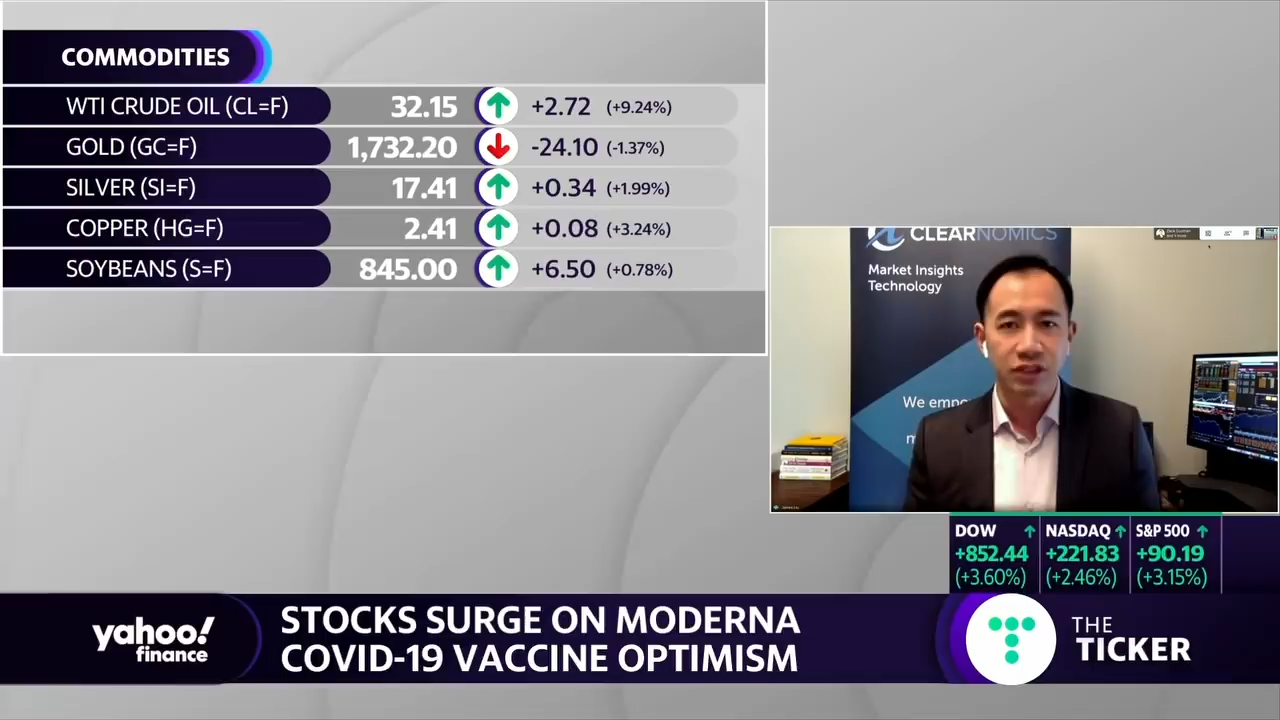 COMMODITIES
WTI CRUDE OIL (CL=F) 32.15 +2.72 (+9.24%)
GOLD (GC=F) 1,732.20 -24.10 (-1.37%)
SILVER (SI=F) 17.41 +0.34 (+1.99%)
COPPER (HG=F) 2.41 +0.08 (+3.24%)
SOYBEANS (S=F) 845.00 +6.50 (+0.78%)
CLEARNOMICS
Market Insights
Technology
We empo
m
DOW NASDAQ S&P 500
+852.44 +221.83 +90.19
(+3.60%) (+2.46%) (+3.15%)
yahoo!
finance
STOCKS SURGE ON MODERNA
COVID-19 VACCINE OPTIMISM
THE
TICKER